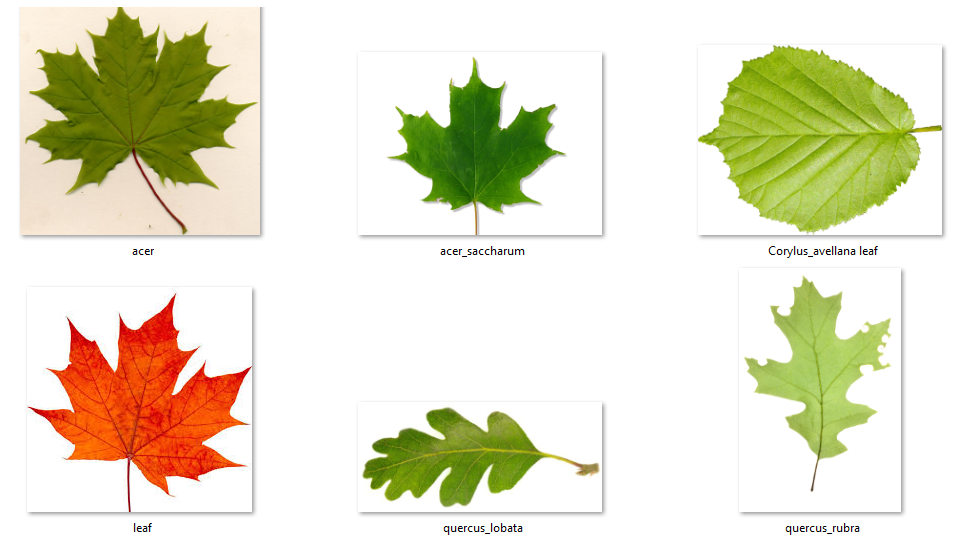 acer
acer_saccharum
Corylus_avellana leaf
leaf
quercus_lobata
quercus_rubra